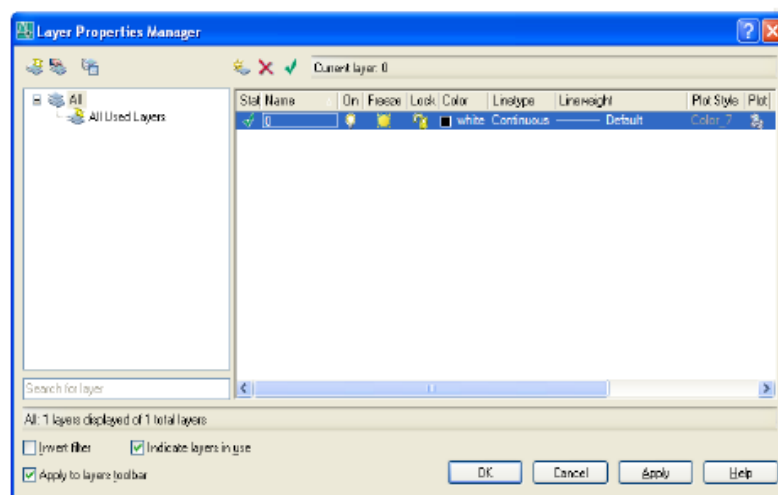 Layer Properties Manager
Current layer: 0
All
All Used Layers
Stat Name On Freeze Lock Color Linetype Lineweight Plot Style Plot
0 white Continuous Default Color_7
Search for layer
All: 1 layers displayed of 1 total layers
Invert filter Indicate layers in use
Apply to layers toolbar
OK Cancel Apply Help